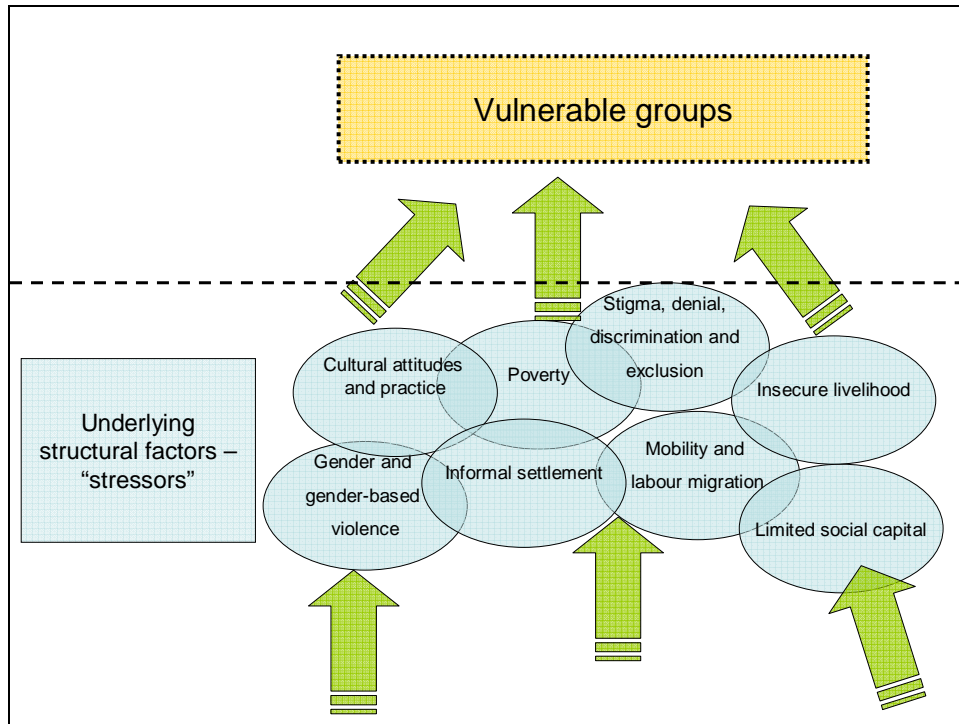 Vulnerable groups
Stigma, denial,
discrimination and
exclusion
Cultural attitudes
and practice
Poverty
Insecure livelihood
Underlying
structural factors –
“stressors”
Gender and
gender-based
violence
Informal settlement
Mobility and
labour migration
Limited social capital